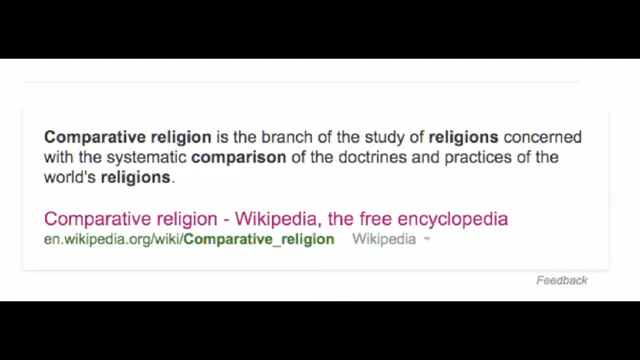 Comparative religion is the branch of the study of religions concerned
with the systematic comparison of the doctrines and practices of the
world's religions.
Comparative religion - Wikipedia, the free encyclopedia
en.wikipedia.org/wiki/Comparative_religion Wikipedia
Feedback